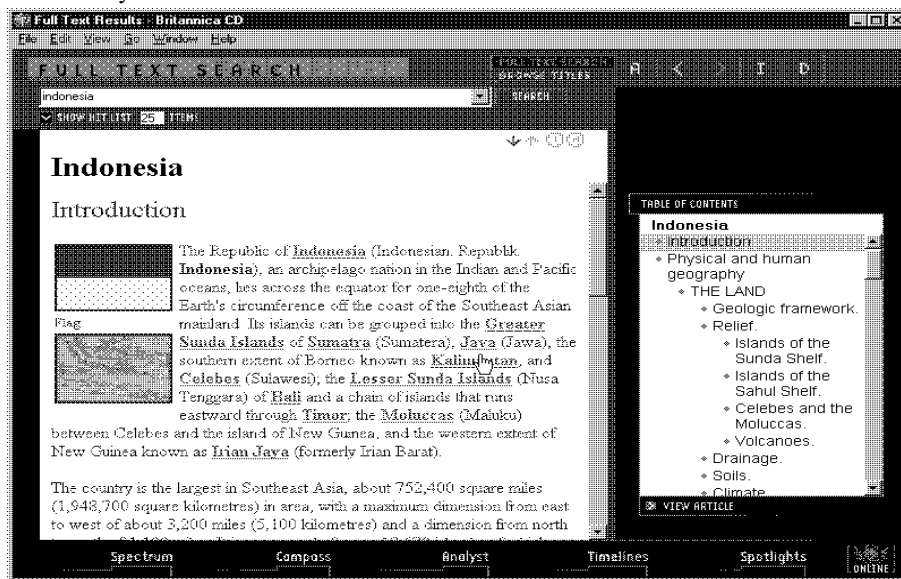 Full Text Results - Britannica CD
File Edit View Go Window Help
FULL TEXT SEARCH
FULL TEXT SEARCH
BROWSE TITLES
A < > I D
indonesia
SEARCH
SHOW HIT LIST 25 ITEMS
Indonesia
Introduction
The Republic of Indonesia (Indonesian: Republik
Indonesia), an archipelago nation in the Indian and Pacific
oceans, lies across the equator for one-eighth of the
Earth's circumference off the coast of the Southeast Asian
Flag
mainland. Its islands can be grouped into the Greater
Sunda Islands of Sumatra (Sumatera), Java (Jawa), the
southern extent of Borneo known as Kalimantan, and
Celebes (Sulawesi); the Lesser Sunda Islands (Nusa
Tenggara) of Bali and a chain of islands that runs
eastward through Timor; the Moluccas (Maluku)
between Celebes and the island of New Guinea, and the western extent of
New Guinea known as Irian Jaya (formerly Irian Barat).
The country is the largest in Southeast Asia, about 752,400 square miles
(1,948,700 square kilometres) in area, with a maximum dimension from east
to west of about 3,200 miles (5,100 kilometres) and a dimension from north
TABLE OF CONTENTS
Indonesia
Introduction
Physical and human
geography
THE LAND
Geologic framework.
Relief.
Islands of the
Sunda Shelf.
Islands of the
Sahul Shelf.
Celebes and the
Moluccas.
Volcanoes.
Drainage.
Soils.
Climate
VIEW ARTICLE
Spectrum Compass Analyst Timelines Spotlights
ONLINE